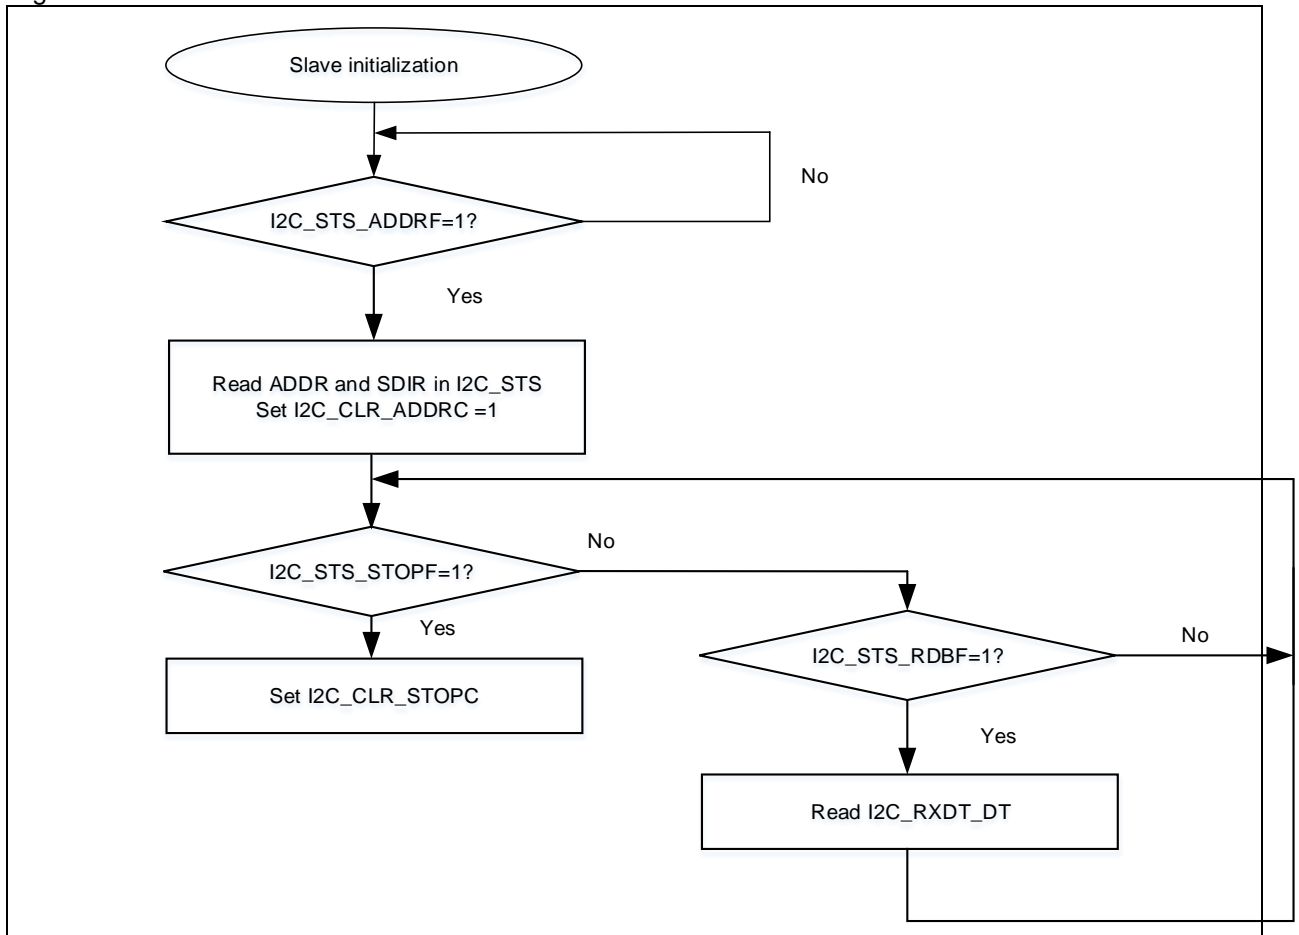 Slave initialization
No
I2C_STS_ADDRF=1?
Yes
Read ADDR and SDIR in I2C_STS
Set I2C_CLR_ADDRC =1
No
I2C_STS_STOPF=1?
Yes
No
I2C_STS_RDBF=1?
Set I2C_CLR_STOPC
Yes
Read I2C_RXDT_DT